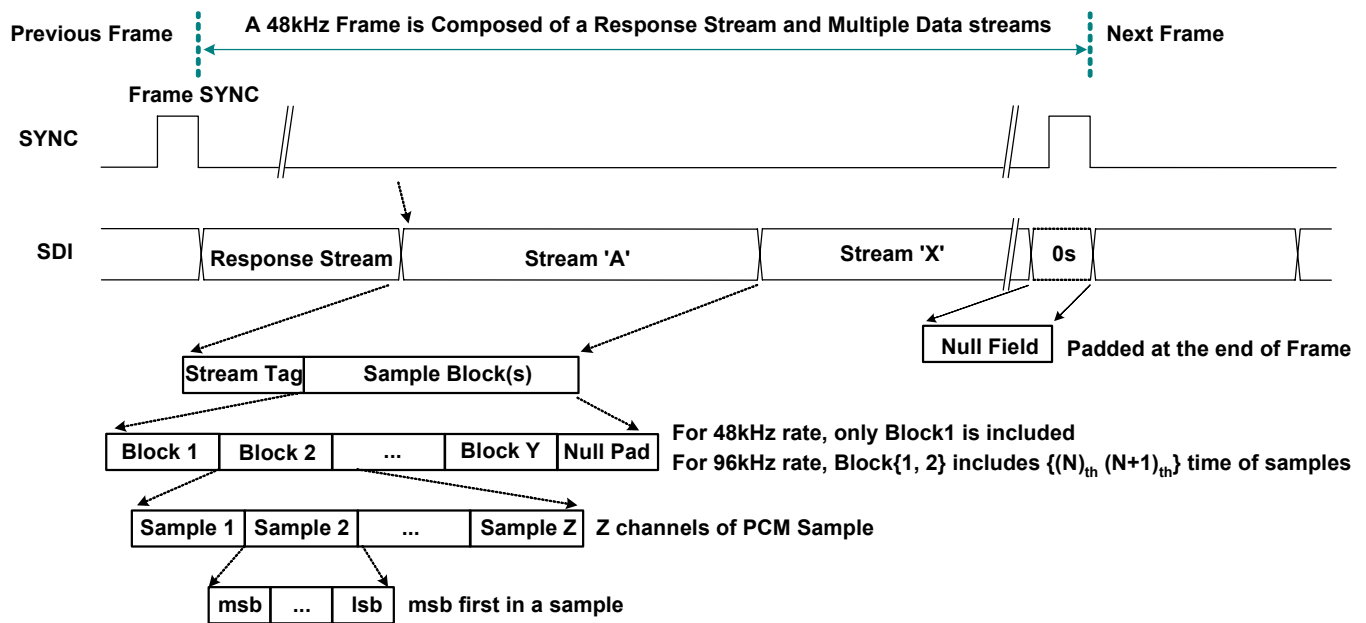 Previous Frame
A 48kHz Frame is Composed of a Response Stream and Multiple Data streams
Next Frame
Frame SYNC
SYNC
SDI
Response Stream
Stream 'A'
Stream 'X'
0s
Null Field
Padded at the end of Frame
Stream Tag
Sample Block(s)
Block 1
Block 2
...
Block Y
Null Pad
For 48kHz rate, only Block1 is included
For 96kHz rate, Block{1, 2} includes {(N)th (N+1)th} time of samples
Sample 1
Sample 2
...
Sample Z
Z channels of PCM Sample
msb
...
lsb
msb first in a sample